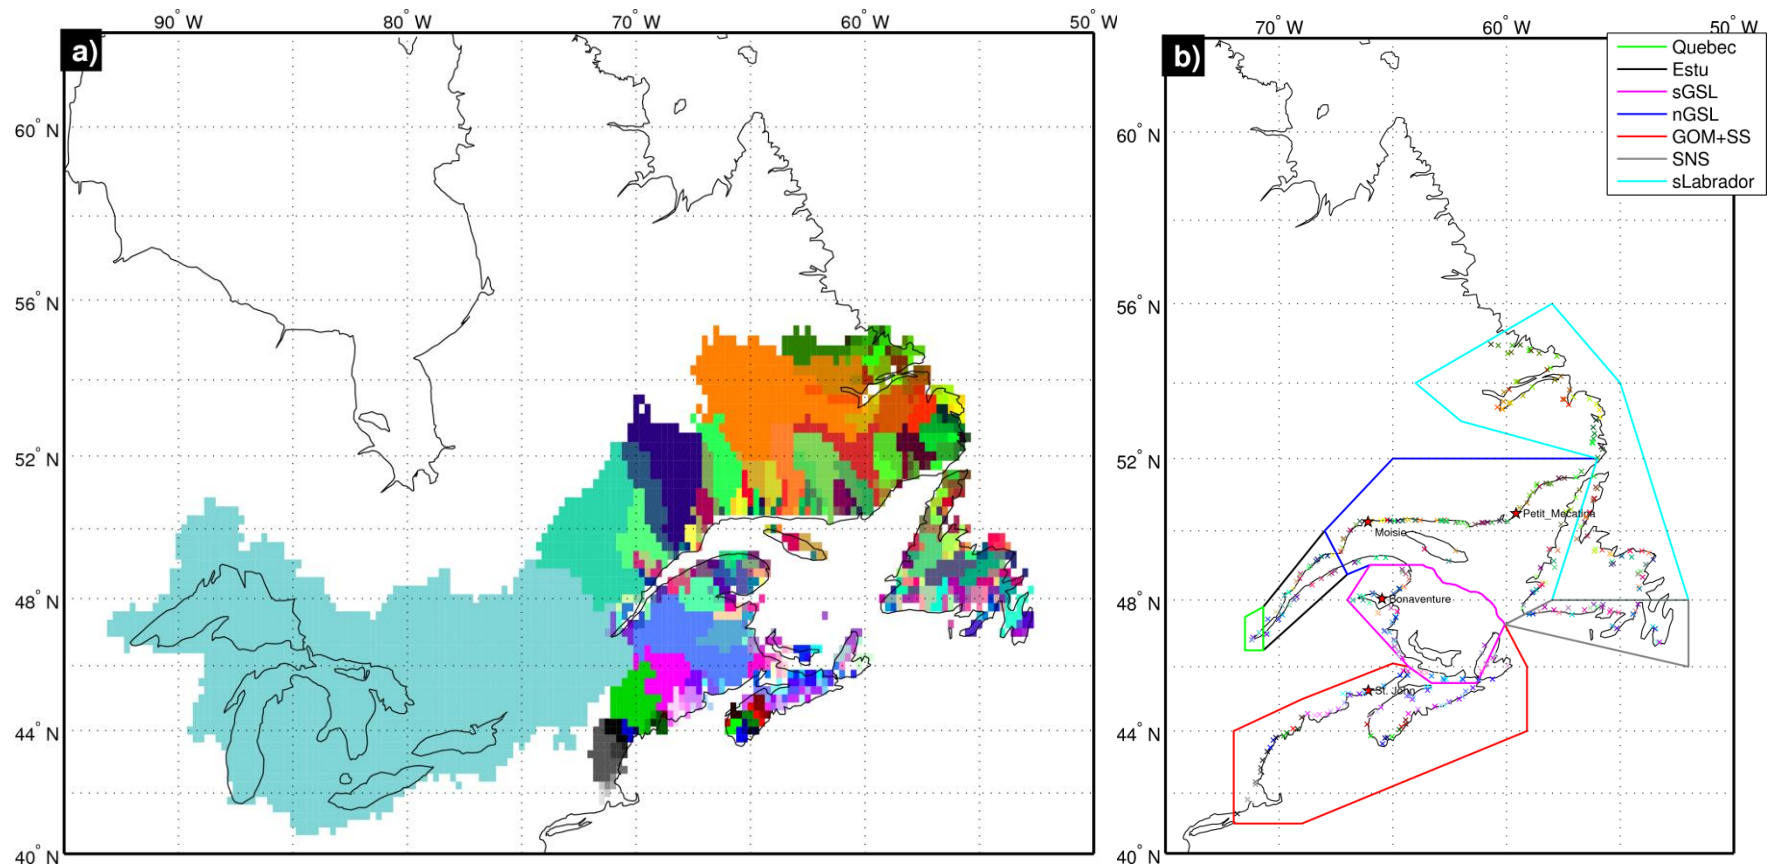 a)
90° W
80° W
70° W
60° W
50° W
60° N
56° N
52° N
48° N
44° N
40° N
b)
70° W
60° W
50° W
60° N
56° N
52° N
48° N
44° N
40° N
Quebec
Estu
sGSL
nGSL
GOM+SS
SNS
sLabrador
Petit_Mecatina
Moisie
Bonaventure
St. John